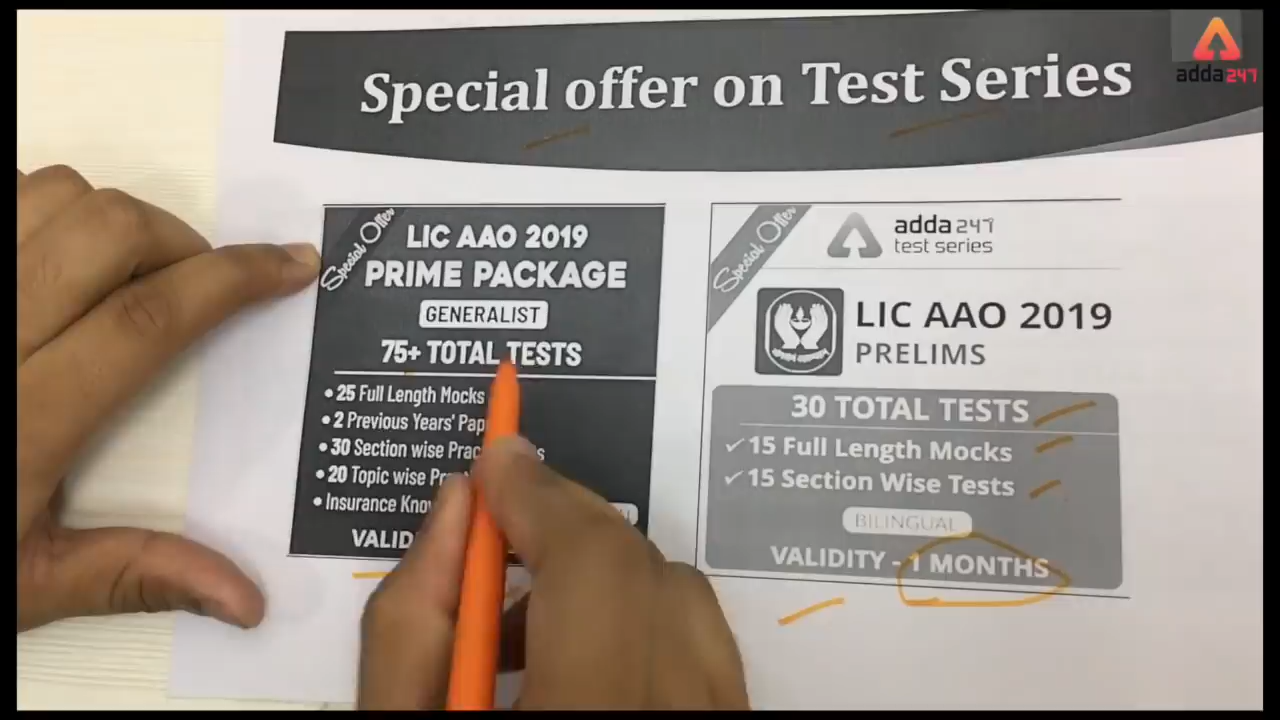 Special offer on Test Series
adda247
Special Offer
LIC AAO 2019
PRIME PACKAGE
GENERALIST
75+ TOTAL TESTS
• 25 Full Length Mocks
• 2 Previous Years'
• 30 Section wise
• 20 Topic wise
• Insurance
Special Offer
adda247
test series
LIC AAO 2019
PRELIMS
30 TOTAL TESTS
✓ 15 Full Length Mocks
✓ 15 Section Wise Tests
BILINGUAL
VALIDITY - 1 MONTHS